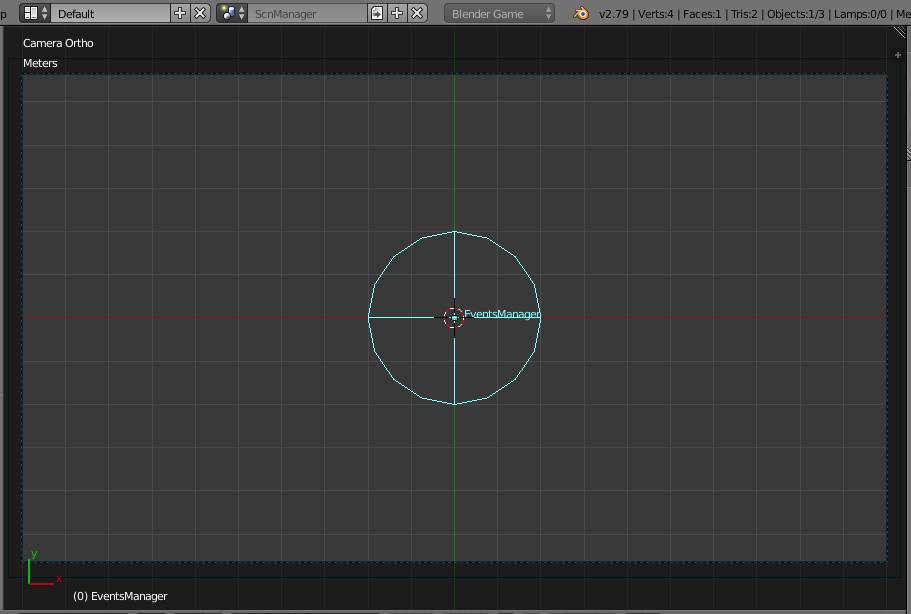 p Default ScnManager Blender Game v2.79 | Verts:4 | Faces:1 | Tris:2 | Objects:1/3 | Lamps:0/0 | Me
Camera Ortho
Meters
EventsManager
y
x
(0) EventsManager